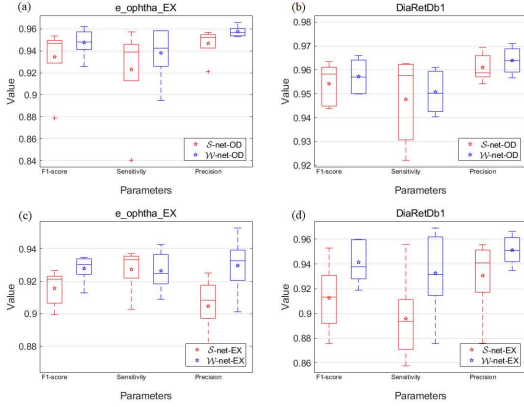 (a)
e_ophtha_EX
0.96
0.94
0.92
0.9
0.88
0.86
0.84
Value
S-net-OD
W-net-OD
F1-score Sensitivity Precision
Parameters
(b)
DiaRetDb1
0.97
0.96
0.95
0.94
0.93
0.92
Value
S-net-OD
W-net-OD
F1-score Sensitivity Precision
Parameters
(c)
e_ophtha_EX
0.94
0.92
0.9
0.88
Value
S-net-EX
W-net-EX
F1-score Sensitivity Precision
Parameters
(d)
DiaRetDb1
0.96
0.94
0.92
0.9
0.88
0.86
Value
S-net-EX
W-net-EX
F1-score Sensitivity Precision
Parameters